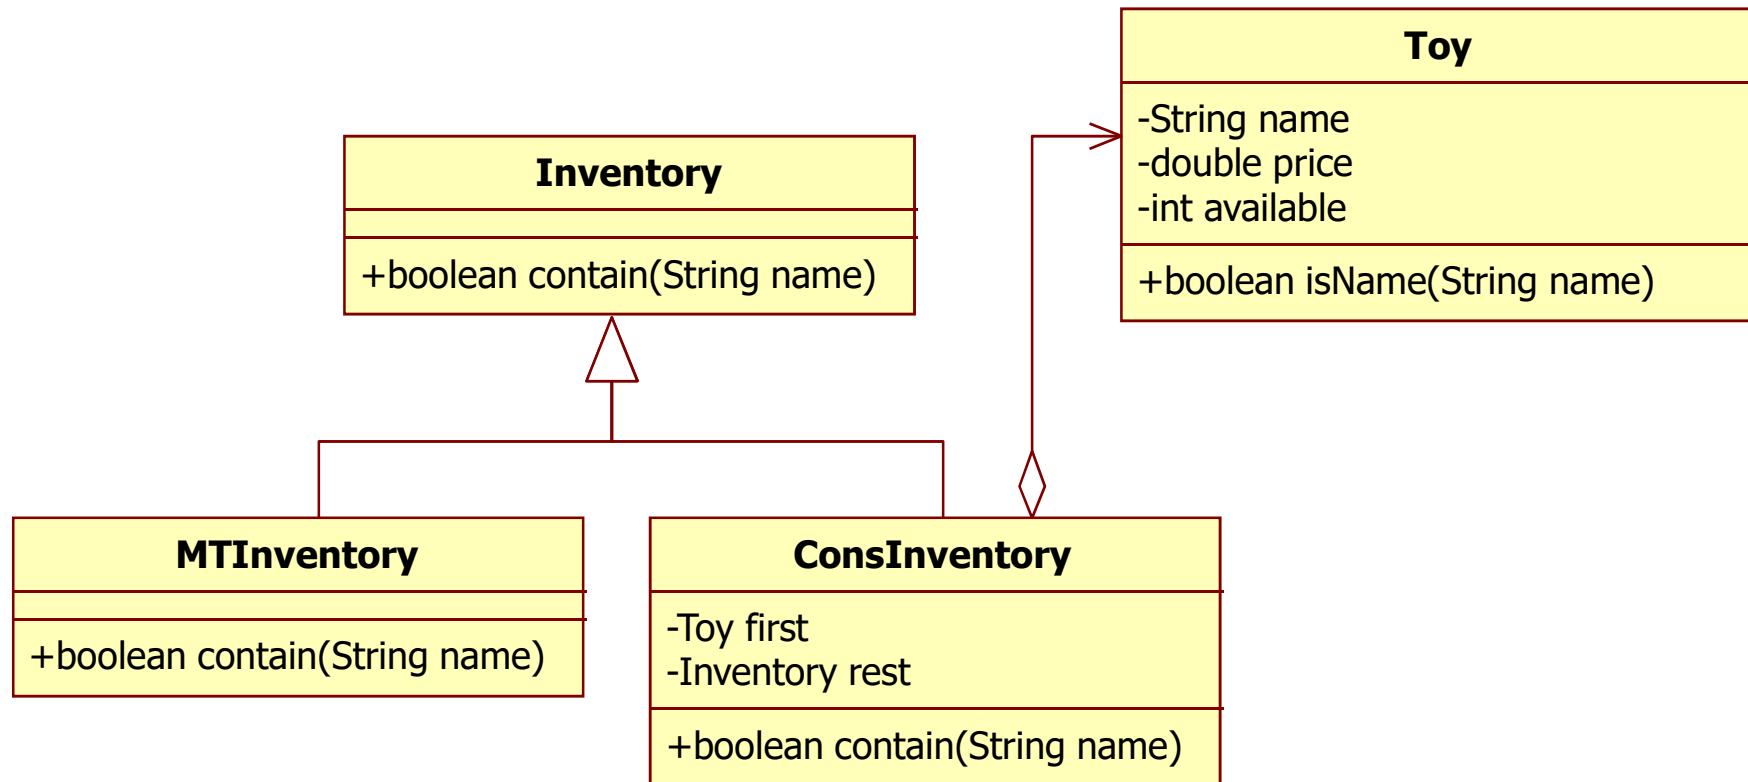 Toy
-String name
-double price
-int available
+boolean isName(String name)
Inventory
+boolean contain(String name)
MTInventory
+boolean contain(String name)
ConsInventory
-Toy first
-Inventory rest
+boolean contain(String name)